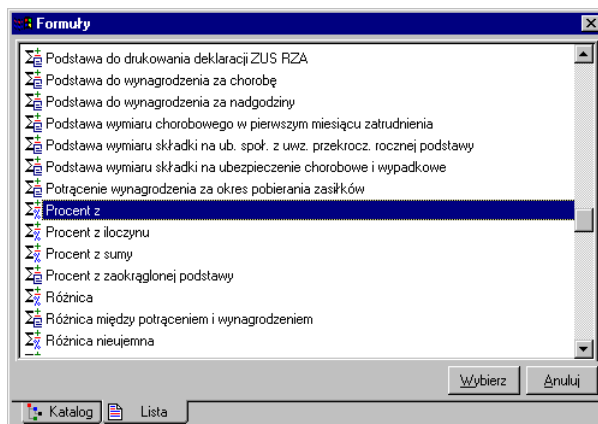 Formuły
Podstawa do drukowania deklaracji ZUS RZA
Podstawa do wynagrodzenia za chorobę
Podstawa do wynagrodzenia za nadgodziny
Podstawa wymiaru chorobowego w pierwszym miesiącu zatrudnienia
Podstawa wymiaru składki na ub. społ. z uwz. przekrocz. rocznej podstawy
Podstawa wymiaru składki na ubezpieczenie chorobowe i wypadkowe
Potrącenie wynagrodzenia za okres pobierania zasiłków
Procent z
Procent z iloczynu
Procent z sumy
Procent z zaokrąglonej podstawy
Różnica
Różnica między potrąceniem i wynagrodzeniem
Różnica nieujemna
Wybierz Anuluj
Katalog Lista